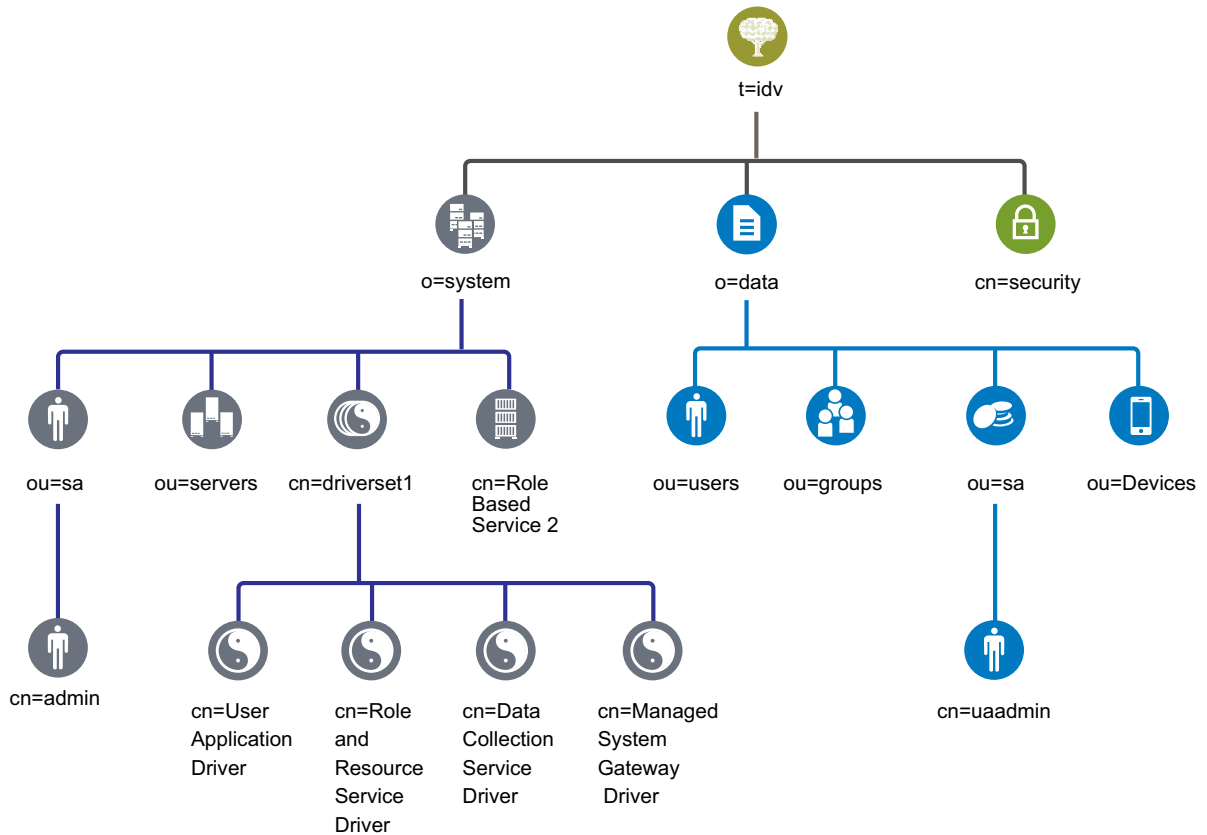 t=idv
o=system
o=data
cn=security
ou=sa
ou=servers
cn=driverset1
cn=Role
Based
Service 2
ou=users
ou=groups
ou=sa
ou=Devices
cn=admin
cn=User
Application
Driver
cn=Role
and
Resource
Service
Driver
cn=Data
Collection
Service
Driver
cn=Managed
System
Gateway
Driver
cn=uaadmin